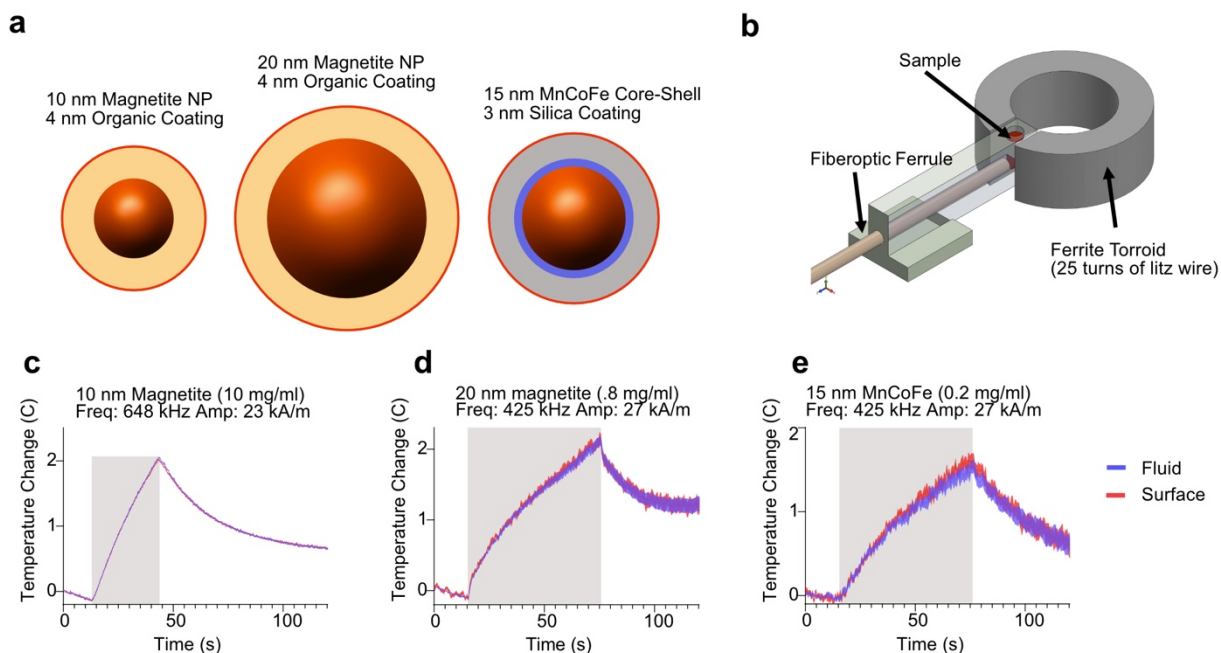 a
10 nm Magnetite NP
4 nm Organic Coating
20 nm Magnetite NP
4 nm Organic Coating
15 nm MnCoFe Core-Shell
3 nm Silica Coating
b
Sample
Fiberoptic Ferrule
Ferrite Torroid
(25 turns of litz wire)
c
10 nm Magnetite (10 mg/ml)
Freq: 648 kHz Amp: 23 kA/m
Temperature Change (C)
2
1
0
0
50
100
Time (s)
d
20 nm magnetite (.8 mg/ml)
Freq: 425 kHz Amp: 27 kA/m
Temperature Change (C)
2
1
0
0
50
100
Time (s)
e
15 nm MnCoFe (0.2 mg/ml)
Freq: 425 kHz Amp: 27 kA/m
Temperature Change (C)
2
1
0
0
50
100
Time (s)
Fluid
Surface